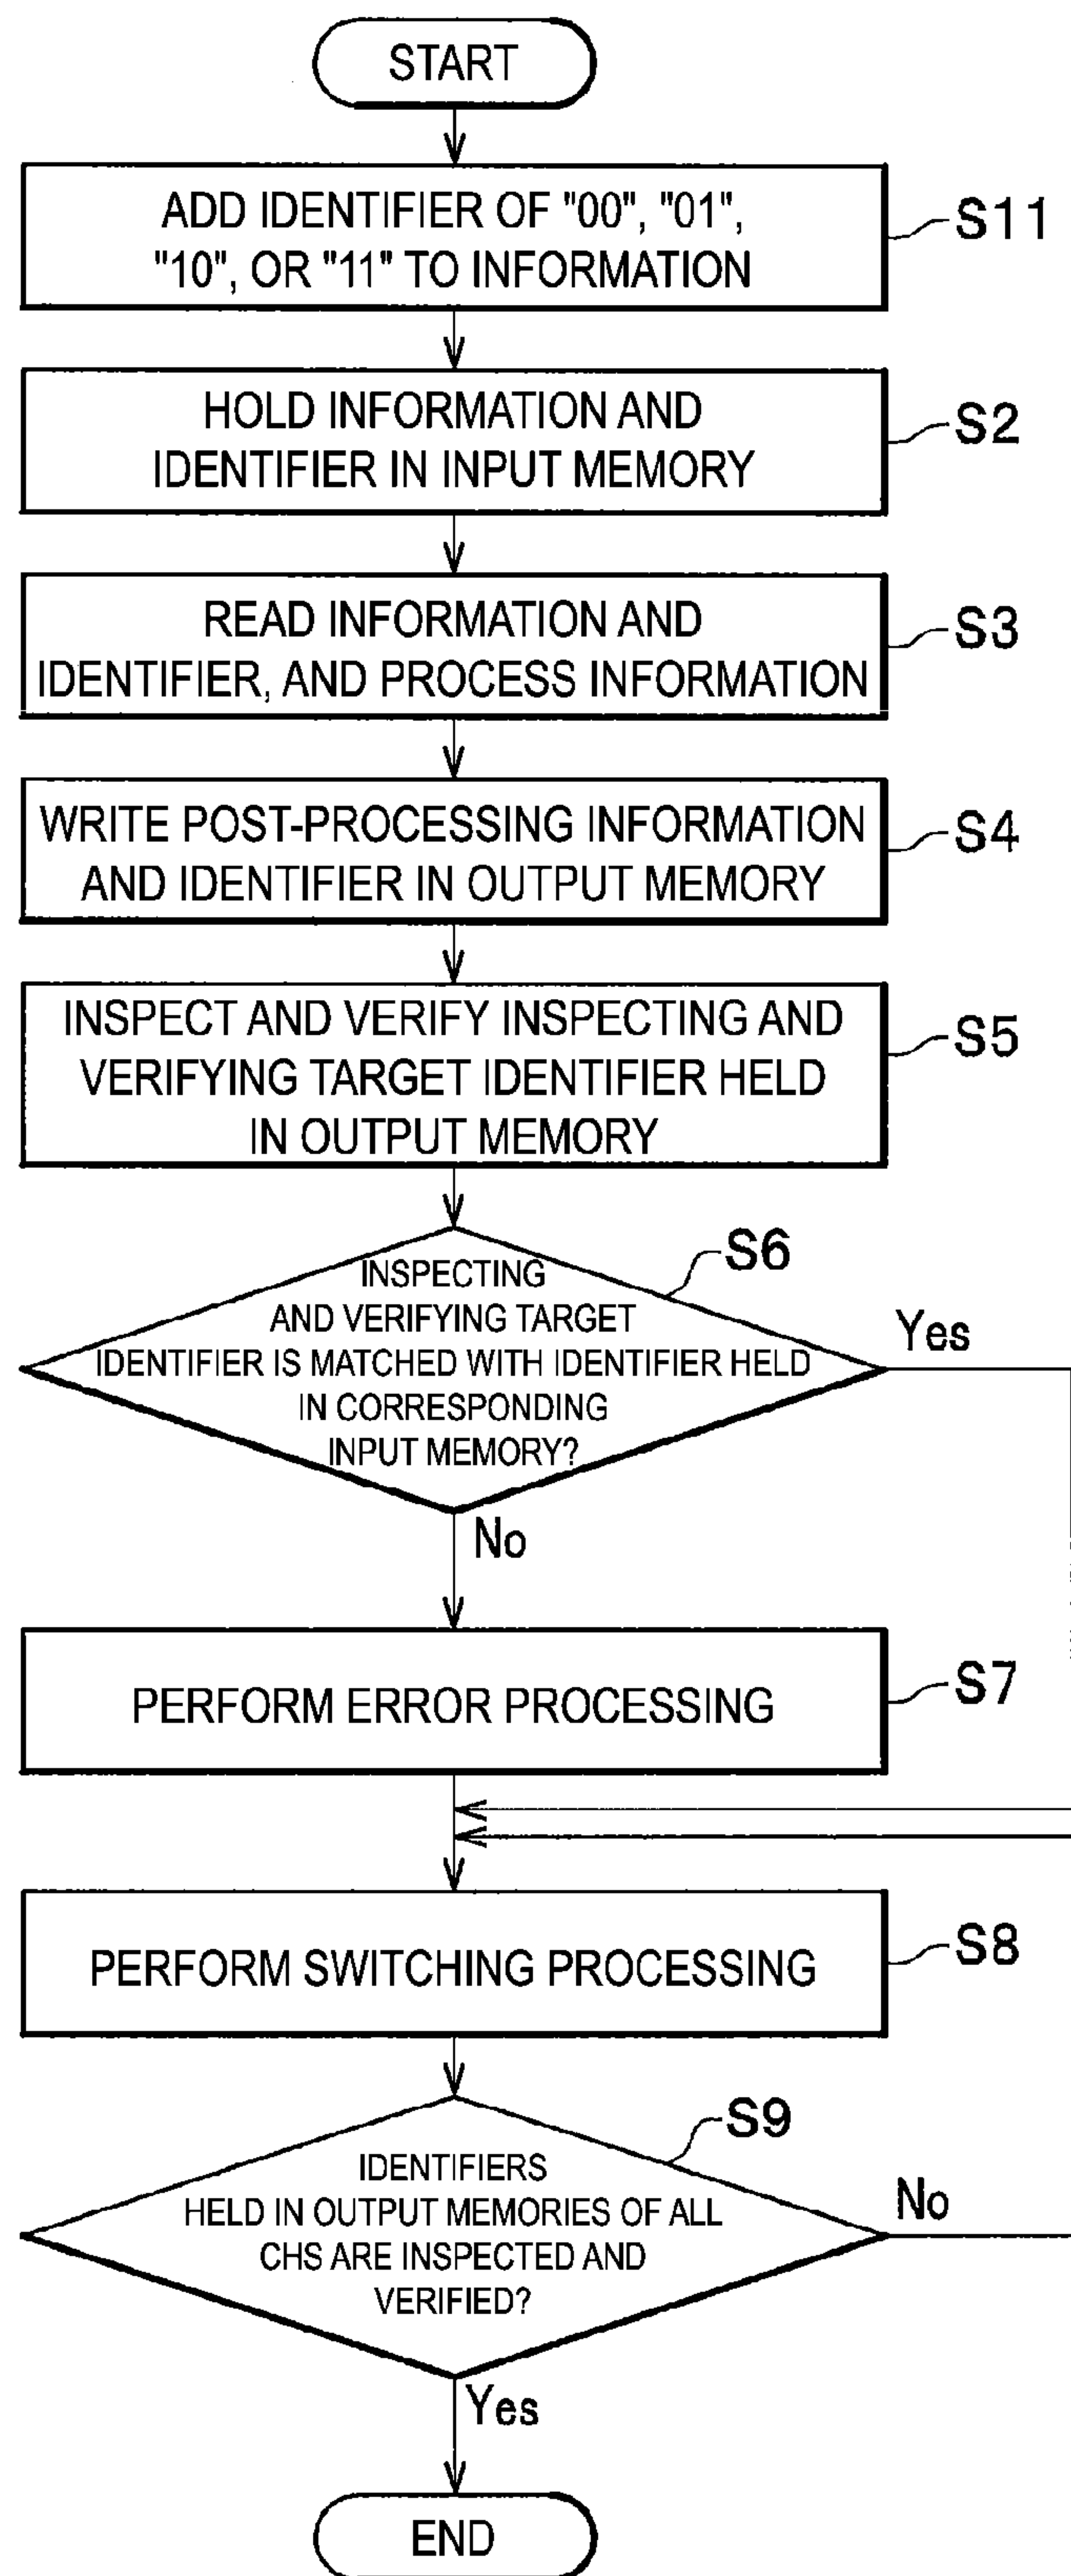 START
ADD IDENTIFIER OF "00", "01",
"10", OR "11" TO INFORMATION
S11
HOLD INFORMATION AND
IDENTIFIER IN INPUT MEMORY
S2
READ INFORMATION AND
IDENTIFIER, AND PROCESS INFORMATION
S3
WRITE POST-PROCESSING INFORMATION
AND IDENTIFIER IN OUTPUT MEMORY
S4
INSPECT AND VERIFY INSPECTING AND
VERIFYING TARGET IDENTIFIER HELD
IN OUTPUT MEMORY
S5
S6
INSPECTING
AND VERIFYING TARGET
IDENTIFIER IS MATCHED WITH IDENTIFIER HELD
IN CORRESPONDING
INPUT MEMORY?
Yes
No
PERFORM ERROR PROCESSING
S7
PERFORM SWITCHING PROCESSING
S8
S9
IDENTIFIERS
HELD IN OUTPUT MEMORIES OF ALL
CHS ARE INSPECTED AND
VERIFIED?
No
Yes
END